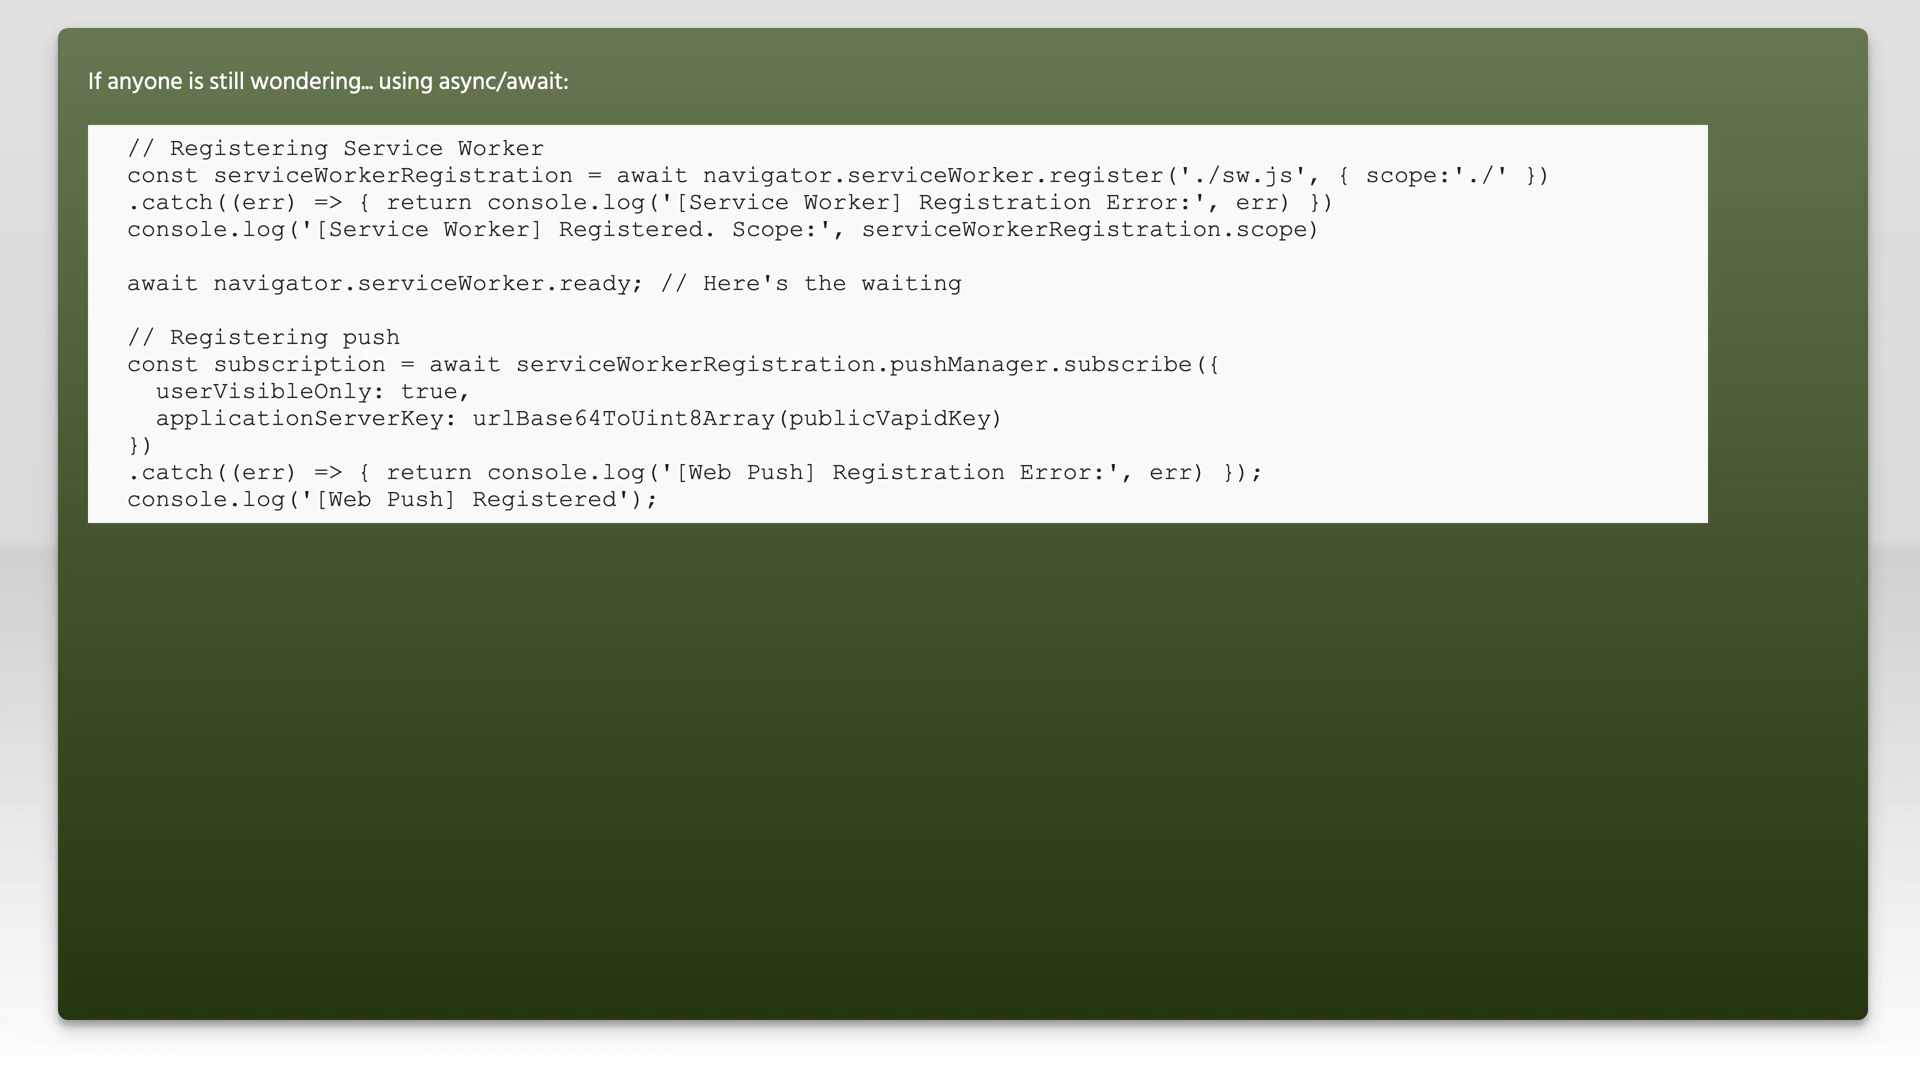 If anyone is still wondering... using async/await:
// Registering Service Worker
const serviceWorkerRegistration = await navigator.serviceWorker.register('./sw.js', { scope:'./' })
.catch((err) => { return console.log('[Service Worker] Registration Error:', err) })
console.log('[Service Worker] Registered. Scope:', serviceWorkerRegistration.scope)
await navigator.serviceWorker.ready; // Here's the waiting
// Registering push
const subscription = await serviceWorkerRegistration.pushManager.subscribe({
  userVisibleOnly: true,
  applicationServerKey: urlBase64ToUint8Array(publicVapidKey)
})
.catch((err) => { return console.log('[Web Push] Registration Error:', err) });
console.log('[Web Push] Registered');